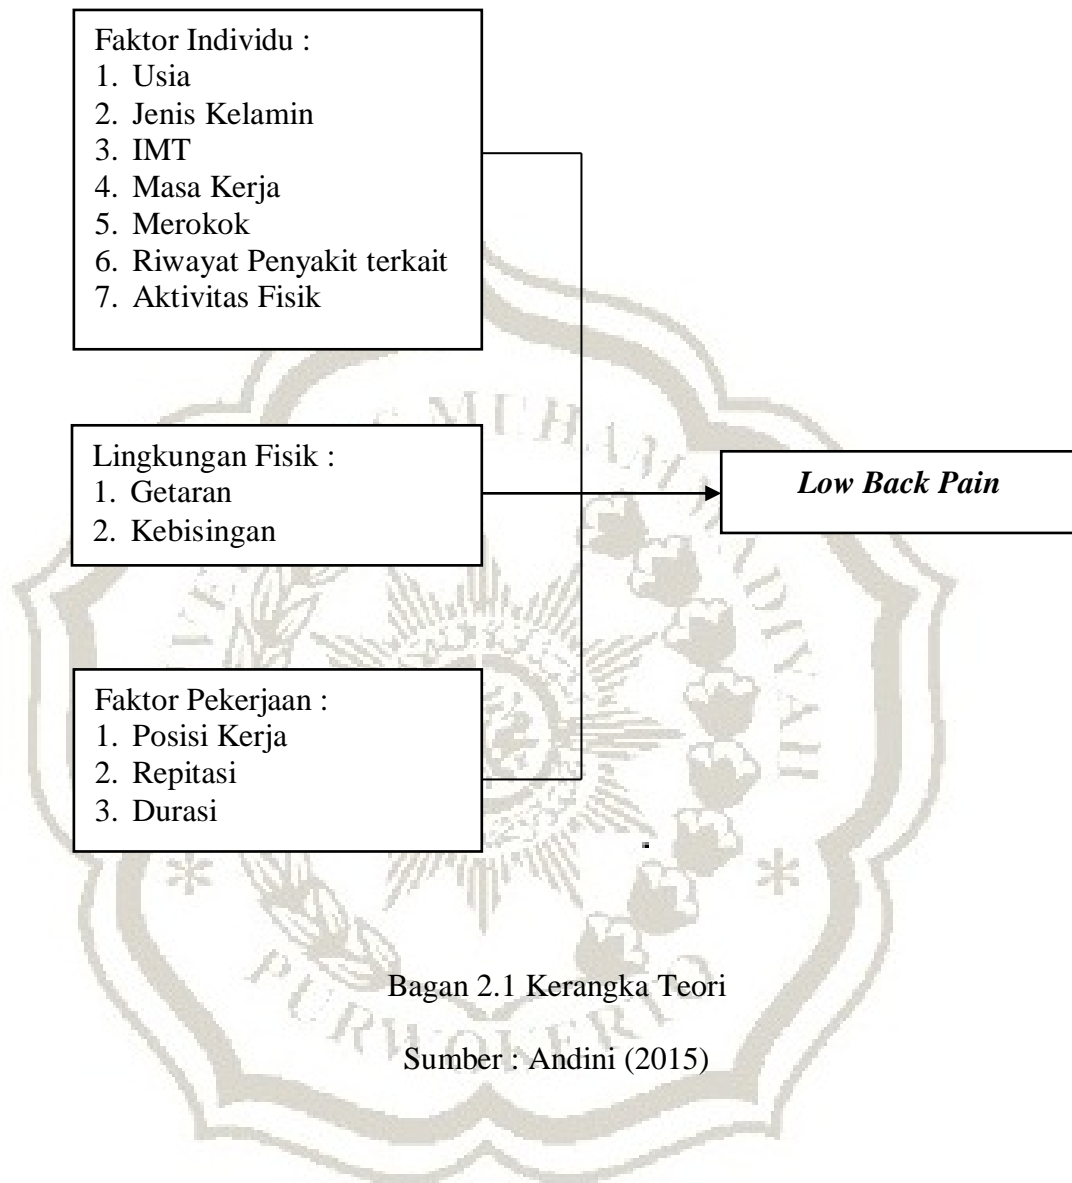 Faktor Individu :
1. Usia
2. Jenis Kelamin
3. IMT
4. Masa Kerja
5. Merokok
6. Riwayat Penyakit terkait
7. Aktivitas Fisik
Lingkungan Fisik :
1. Getaran
2. Kebisingan
Low Back Pain
Faktor Pekerjaan :
1. Posisi Kerja
2. Repitasi
3. Durasi
Bagan 2.1 Kerangka Teori
Sumber : Andini (2015)
PURWOKERTO